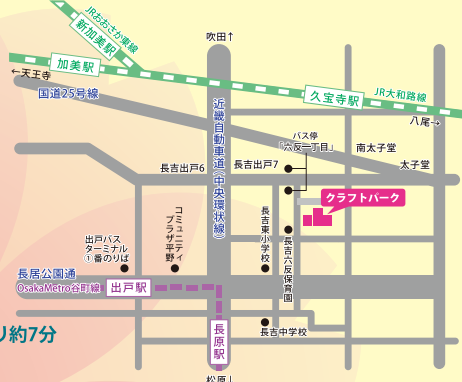 JRおおさか東線
新加美駅
吹田↑
加美駅
←天王寺
国道25号線
久宝寺駅
JR大和路線
八尾→
近畿自動車道(中央環状線)
バス停
「六反一丁目」
南太子堂
太子堂
長吉出戸6
長吉出戸7
クラフトパーク
コミュニティ
プラザ平野
長吉東小学校
長吉六反保育園
出戸バス
ターミナル
①番のりば
長居公園通
OsakaMetro谷町線
出戸駅
長原駅
長吉中学校
り約7分
松原↓